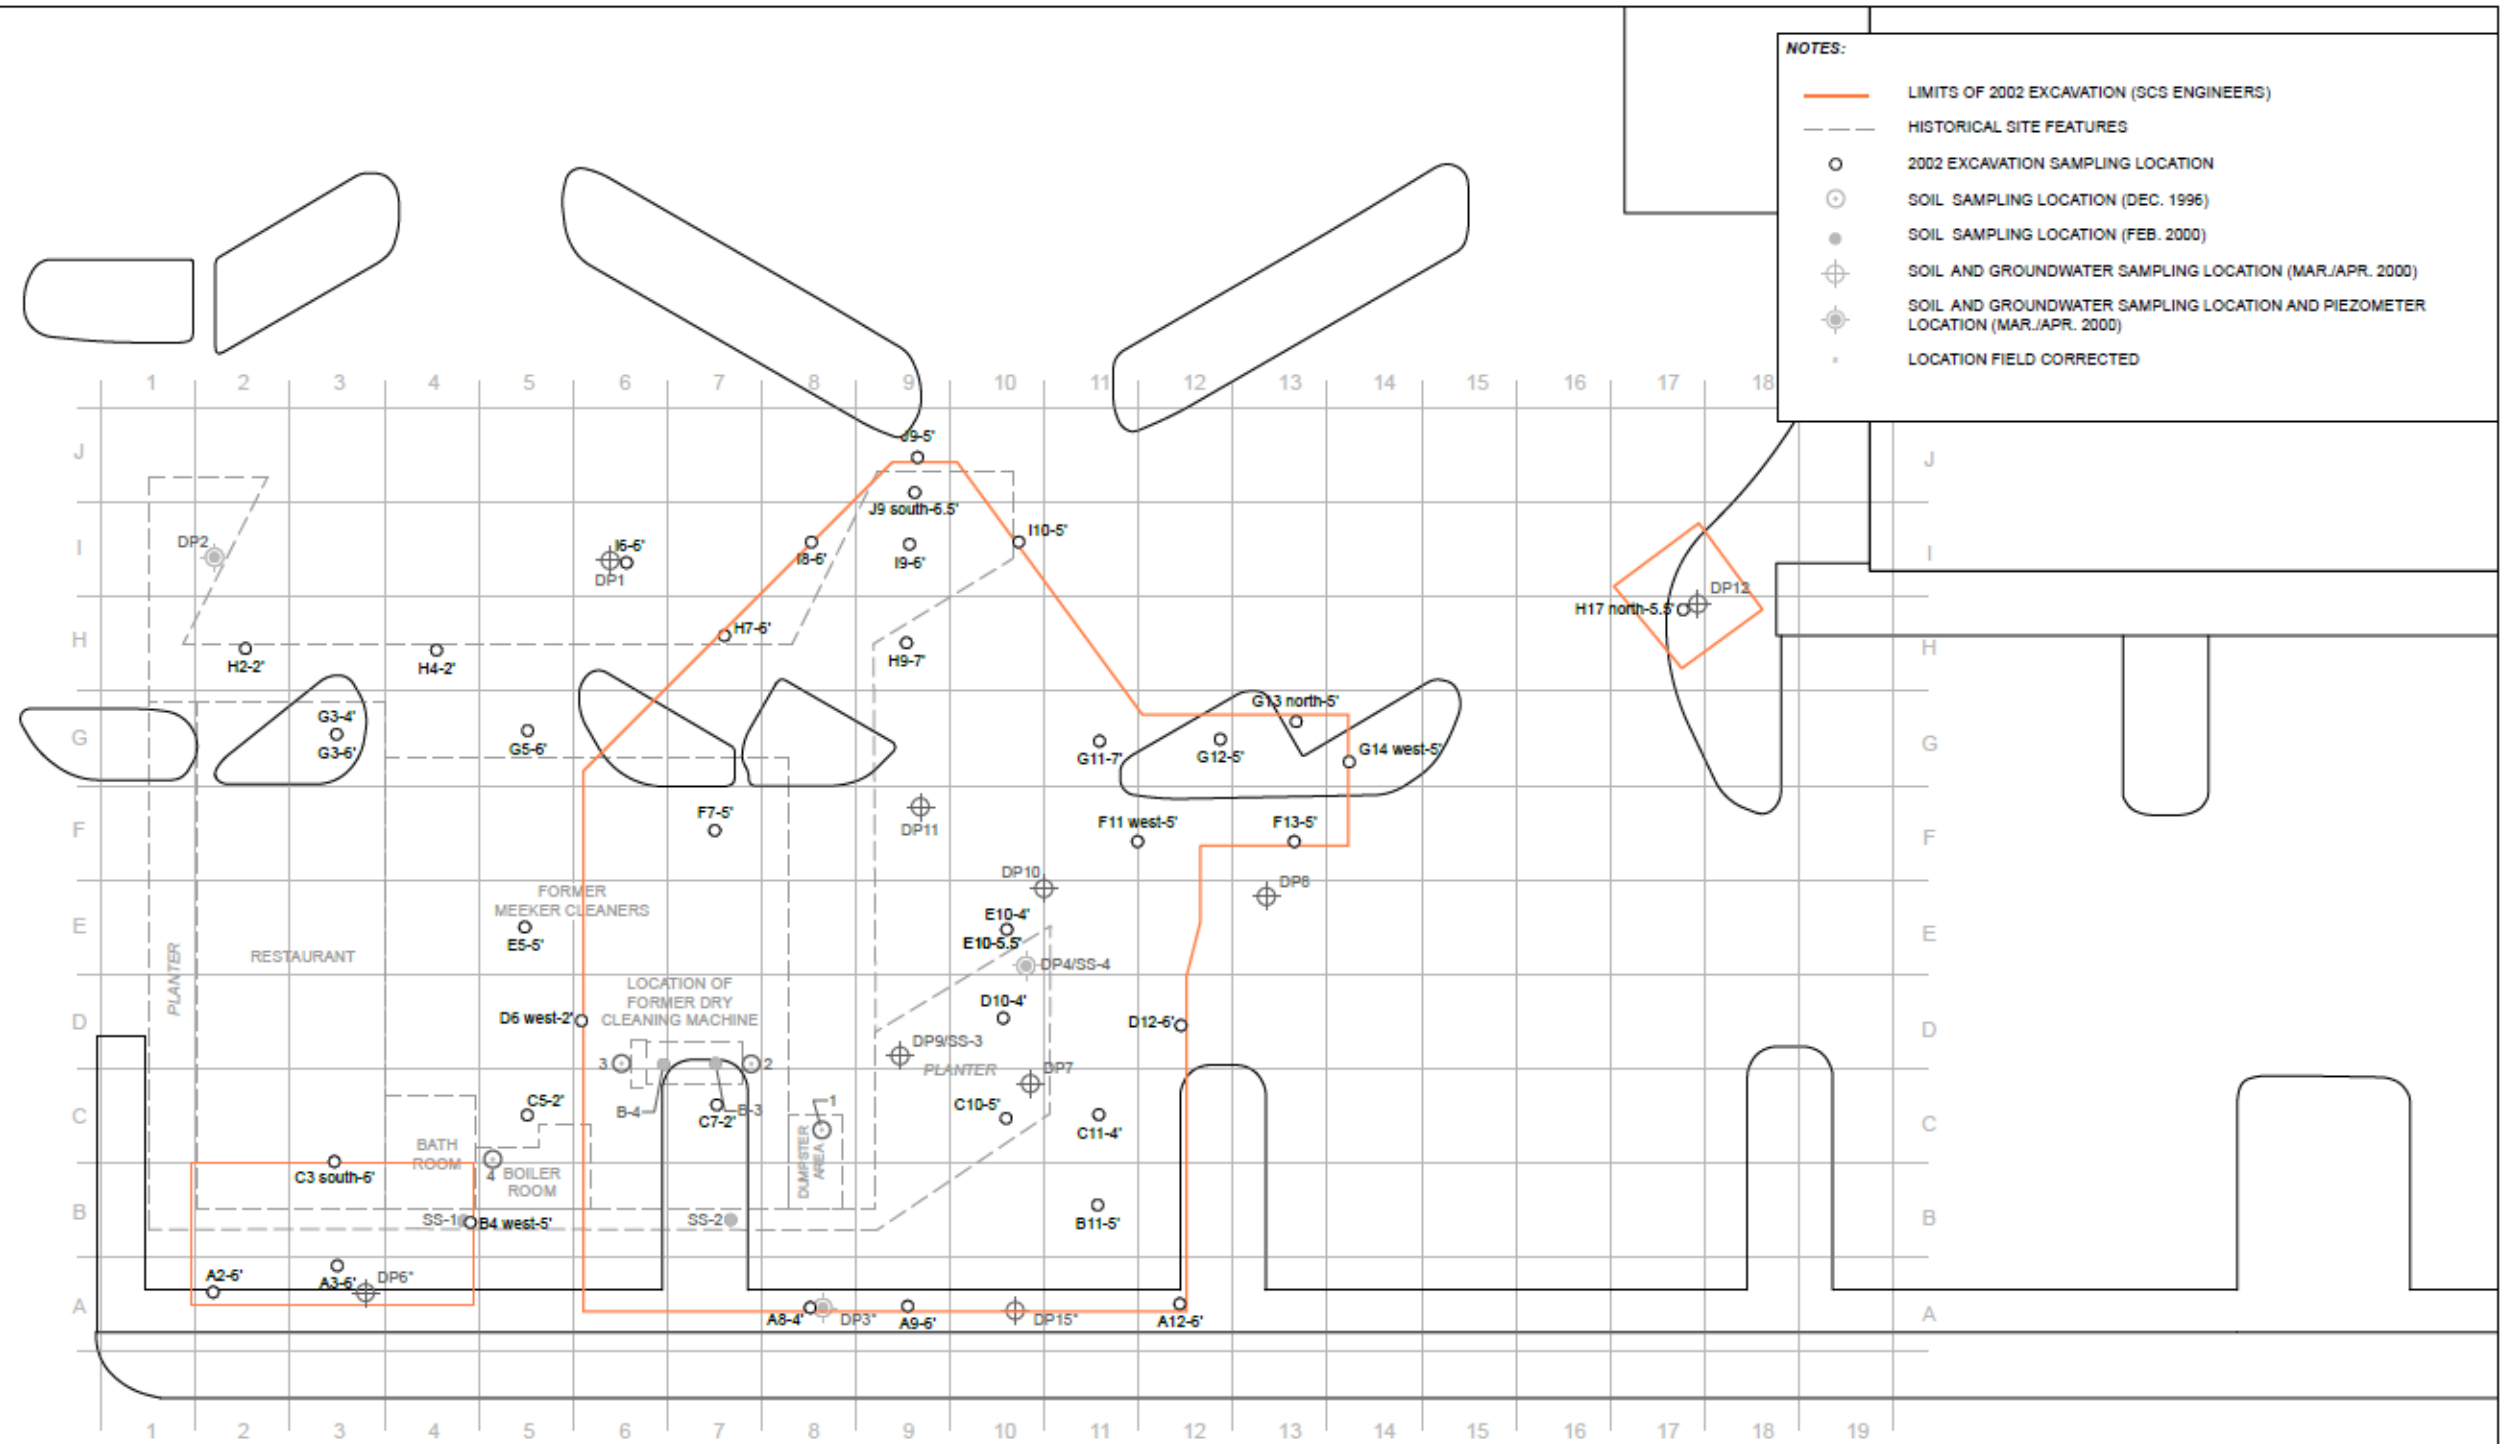 NOTES:
LIMITS OF 2002 EXCAVATION (SCS ENGINEERS)
HISTORICAL SITE FEATURES
2002 EXCAVATION SAMPLING LOCATION
SOIL SAMPLING LOCATION (DEC. 1996)
SOIL SAMPLING LOCATION (FEB. 2000)
SOIL AND GROUNDWATER SAMPLING LOCATION (MAR./APR. 2000)
SOIL AND GROUNDWATER SAMPLING LOCATION AND PIEZOMETER
LOCATION (MAR./APR. 2000)
LOCATION FIELD CORRECTED
1 2 3 4 5 6 7 8 9 10 11 12 13 14 15 16 17 18
J9-5'
J J
J9 south-6.5'
I10-5'
DP2
I6-6'
I I
I8-6'
I9-6'
DP1
DP12
H17 north-5.5'
H7-6'
H H
H2-2'
H4-2'
H9-7'
G13 north-5'
G3-4'
G G
G3-6'
G5-6'
G11-7'
G12-5'
G14 west-5'
F7-5'
F11 west-5'
F13-5'
F F
DP11
DP10
DP8
FORMER
MEEKER CLEANERS
E10-4'
E E
E5-5'
E10-5.5'
RESTAURANT
PLANTER
DP4/SS-4
LOCATION OF
FORMER DRY
CLEANING MACHINE
D10-4'
D6 west-2'
D12-6'
D D
DP9/SS-3
3
2
PLANTER
DP7
C5-2'
B-4
B-3
1
C10-5'
C7-2'
C C
C11-4'
BATH
ROOM
DUMPSTER
AREA
C3 south-6'
4
BOILER
ROOM
B B
SS-1
B4 west-5'
SS-2
B11-5'
A2-6'
A3-6'
DP6*
A A
A8-4'
DP3*
A9-6'
DP15*
A12-6'
1 2 3 4 5 6 7 8 9 10 11 12 13 14 15 16 17 18 19